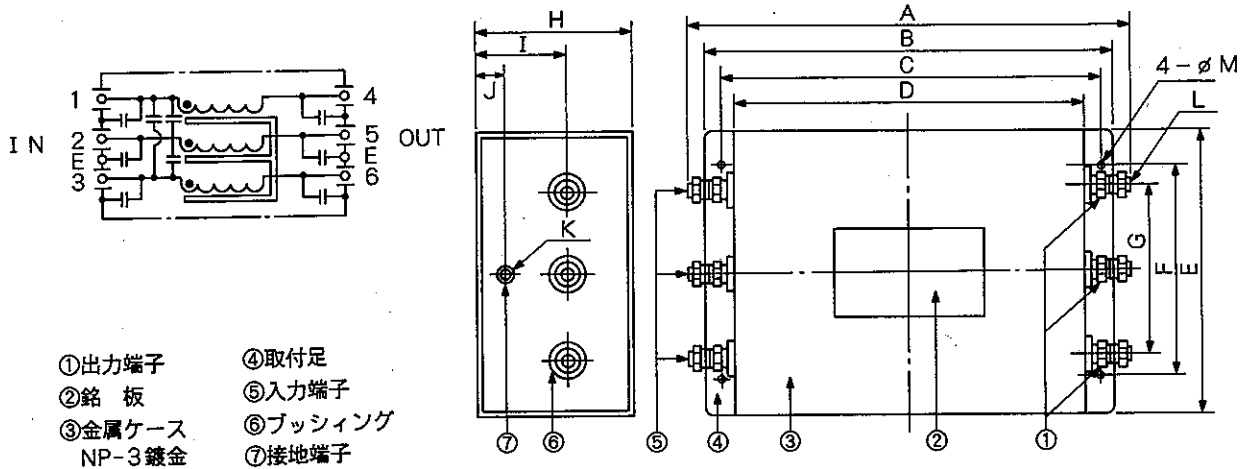 IN
1
2
E
3
4
5
E
6
OUT
H
I
J
K
⑦
⑥
A
B
C
D
4-φM
L
G
F
E
⑤
④
③
②
①
①出力端子
②銘 板
③金属ケース
NP-3鍍金
④取付足
⑤入力端子
⑥ブッシィング
⑦接地端子